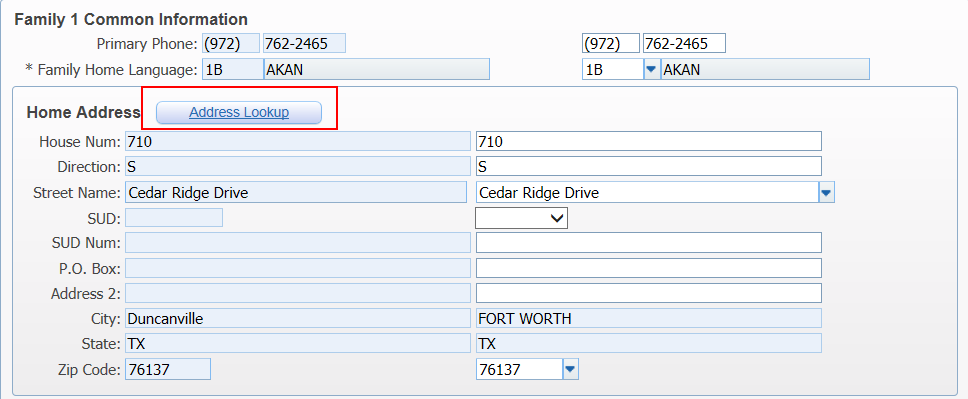 Family 1 Common Information
Primary Phone: (972) 762-2465 (972) 762-2465
* Family Home Language: 1B AKAN 1B AKAN
Home Address Address Lookup
House Num: 710 710
Direction: S S
Street Name: Cedar Ridge Drive Cedar Ridge Drive
SUD:
SUD Num:
P.O. Box:
Address 2:
City: Duncanville FORT WORTH
State: TX TX
Zip Code: 76137 76137